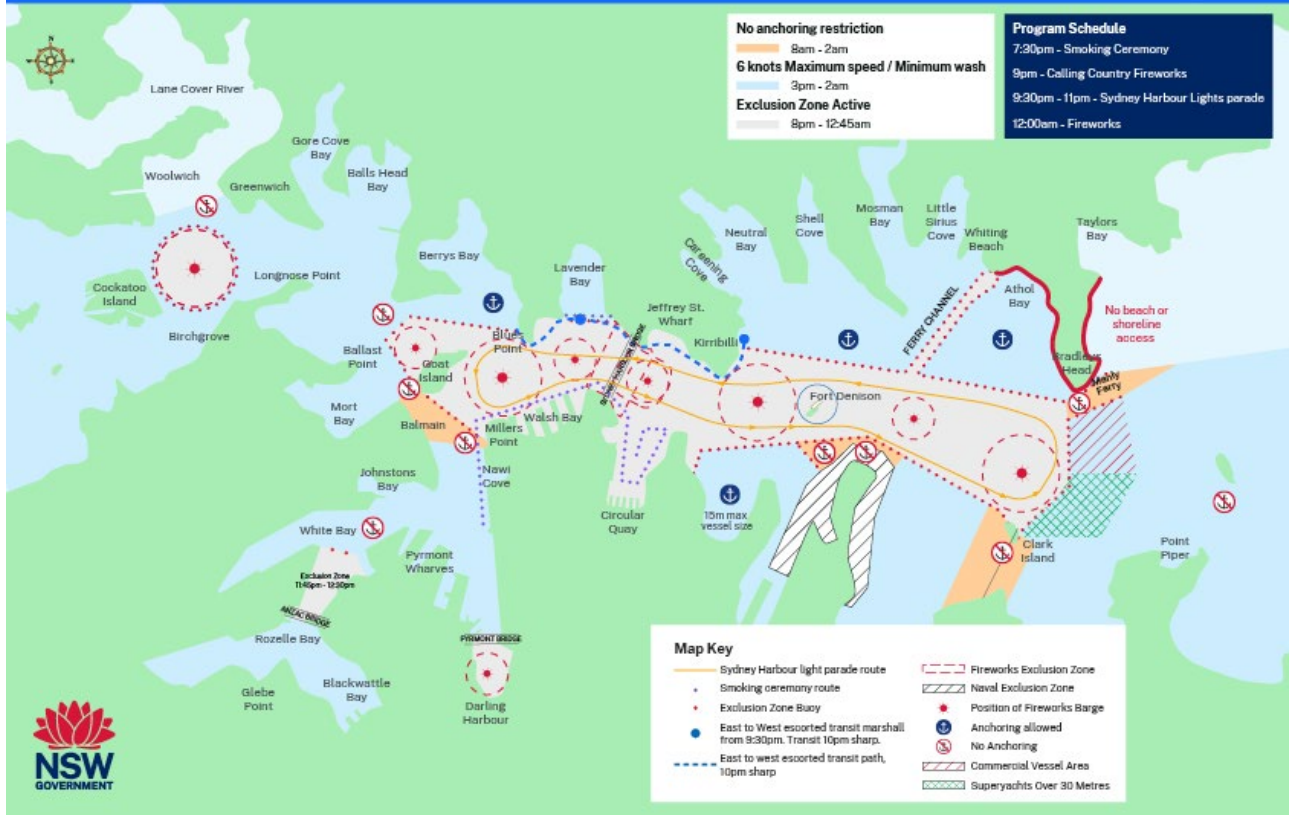 No anchoring restriction
8am - 2am
6 knots Maximum speed / Minimum wash
3pm - 2am
Exclusion Zone Active
8pm - 12:45am
Program Schedule
7:30pm - Smoking Ceremony
9pm - Calling Country Fireworks
9:30pm - 11pm - Sydney Harbour Lights parade
12:00am - Fireworks
N
Lane Cover River
Gore Cove
Bay
Woolwich
Greenwich
Balls Head
Bay
Berrys Bay
Lavender
Bay
Careening
Cove
Neutral
Bay
Shell
Cove
Mosman
Bay
Little
Sirius
Cove
Whiting
Beach
Taylors
Bay
Longnose Point
Cockatoo
Island
Birchgrove
Jeffrey St.
Wharf
Kirribilli
FERRY CHANNEL
Athol
Bay
No beach or
shoreline
access
Bradleys
Head
Manly
Ferry
Ballast
Point
Goat
Island
Blues
Point
SYDNEY HARBOUR BRIDGE
Fort Denison
Mort
Bay
Balmain
Millers
Point
Walsh Bay
Johnstons
Bay
Nawi
Cove
Circular
Quay
15m max
vessel size
Clark
Island
Point
Piper
White Bay
Pyrmont
Wharves
Exclusion Zone
11:45pm - 12:30pm
ANZAC BRIDGE
Rozelle Bay
PYRMONT BRIDGE
Glebe
Point
Blackwattle
Bay
Darling
Harbour
Map Key
Sydney Harbour light parade route
Smoking ceremony route
Exclusion Zone Buoy
East to West escorted transit marshall
from 9:30pm. Transit 10pm sharp.
East to west escorted transit path,
10pm sharp
Fireworks Exclusion Zone
Naval Exclusion Zone
Position of Fireworks Barge
Anchoring allowed
No Anchoring
Commercial Vessel Area
Superyachts Over 30 Metres
NSW
GOVERNMENT